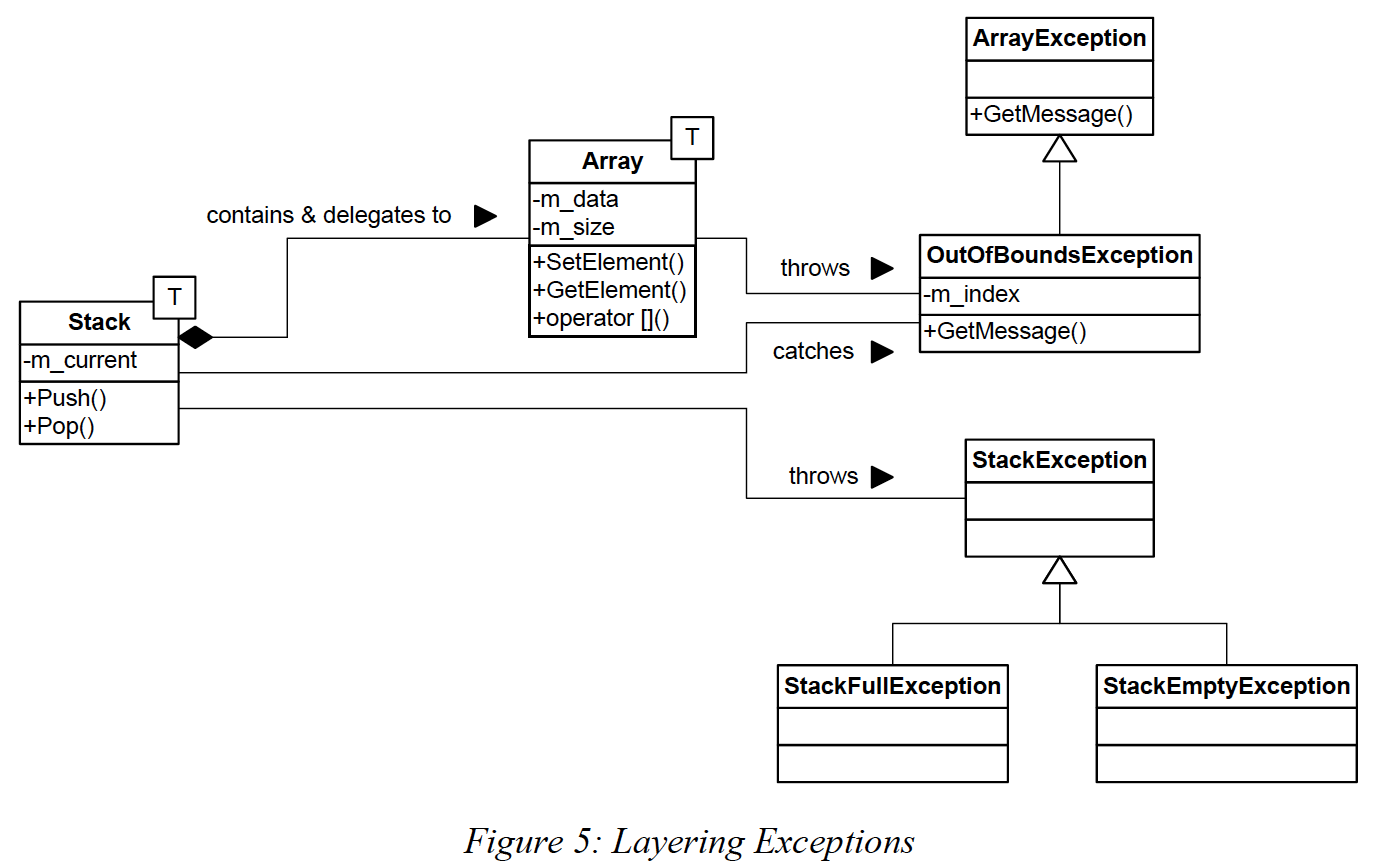 ArrayException
+GetMessage()
T
Array
-m_data
-m_size
+SetElement()
+GetElement()
+operator []()
contains & delegates to
throws
OutOfBoundsException
-m_index
+GetMessage()
T
Stack
-m_current
+Push()
+Pop()
catches
throws
StackException
StackFullException
StackEmptyException
Figure 5: Layering Exceptions